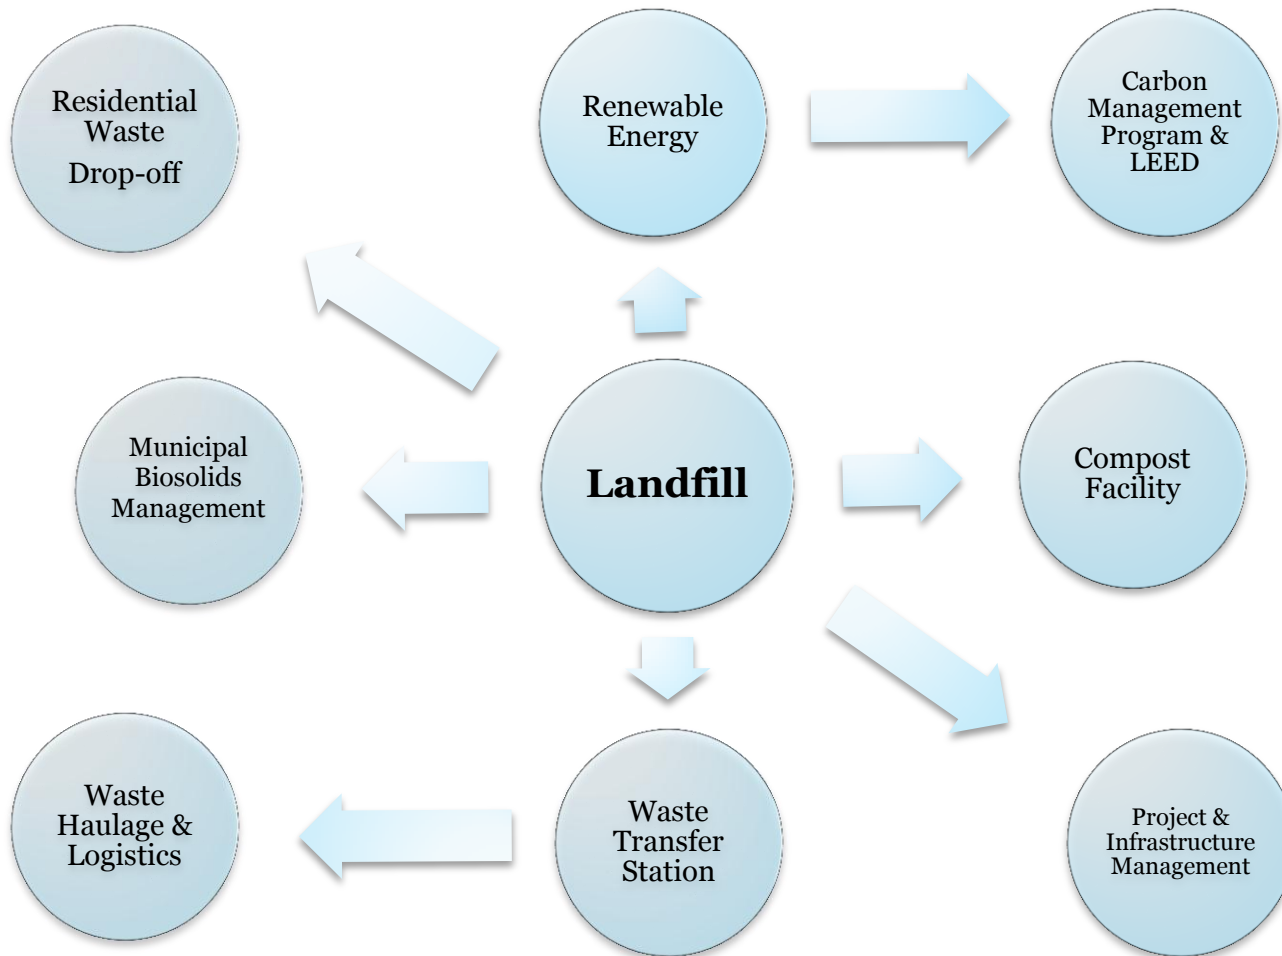 Residential
Waste
Drop-off
Renewable
Energy
Carbon
Management
Program &
LEED
Municipal
Biosolids
Management
Landfill
Compost
Facility
Waste
Haulage &
Logistics
Waste
Transfer
Station
Project &
Infrastructure
Management